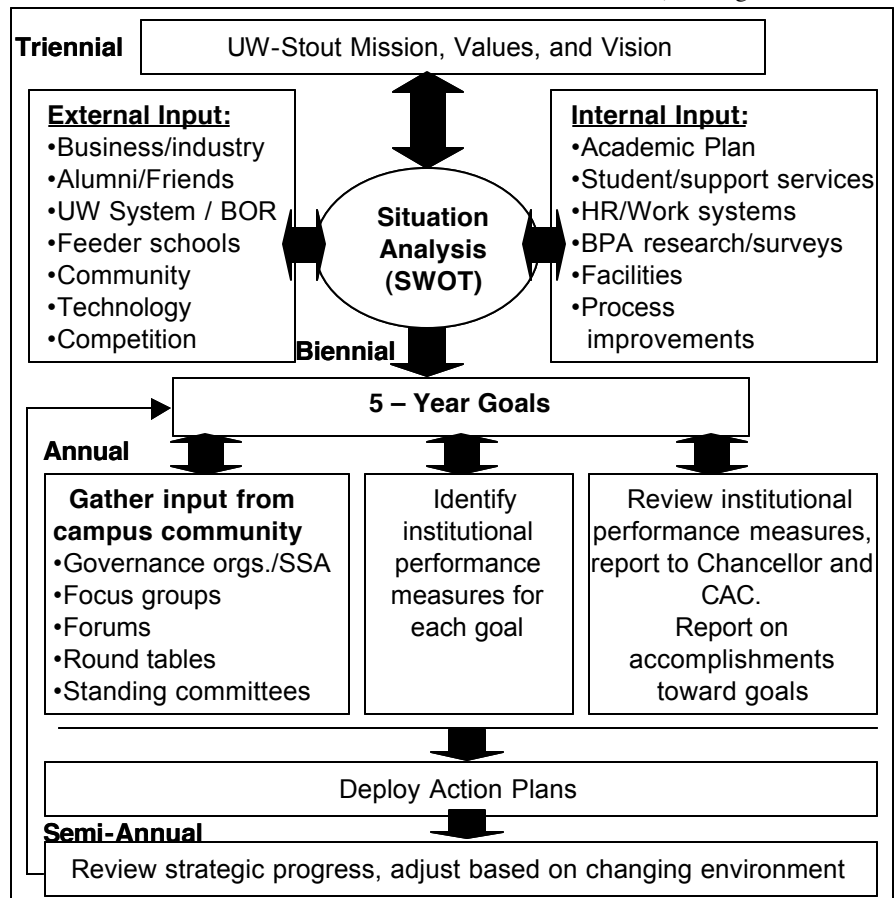 Triennial
UW-Stout Mission, Values, and Vision
External Input:
•Business/industry
•Alumni/Friends
•UW System / BOR
•Feeder schools
•Community
•Technology
•Competition
Situation
Analysis
(SWOT)
Internal Input:
•Academic Plan
•Student/support services
•HR/Work systems
•BPA research/surveys
•Facilities
•Process
improvements
Biennial
5 – Year Goals
Annual
Gather input from
campus community
•Governance orgs./SSA
•Focus groups
•Forums
•Round tables
•Standing committees
Identify
institutional
performance
measures for
each goal
Review institutional
performance measures,
report to Chancellor and
CAC.
Report on
accomplishments
toward goals
Deploy Action Plans
Semi-Annual
Review strategic progress, adjust based on changing environment